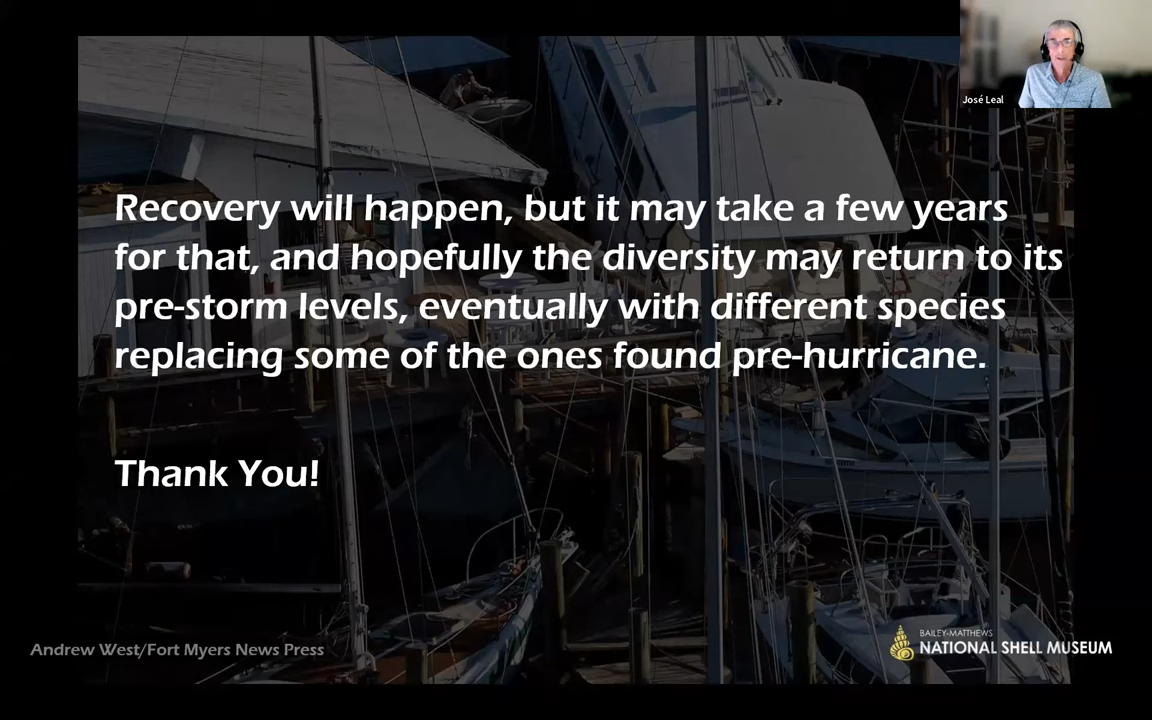 José Leal
Recovery will happen, but it may take a few years
for that, and hopefully the diversity may return to its
pre-storm levels, eventually with different species
replacing some of the ones found pre-hurricane.
Thank You!
Andrew West/Fort Myers News Press
BAILEY-MATTHEWS
NATIONAL SHELL MUSEUM